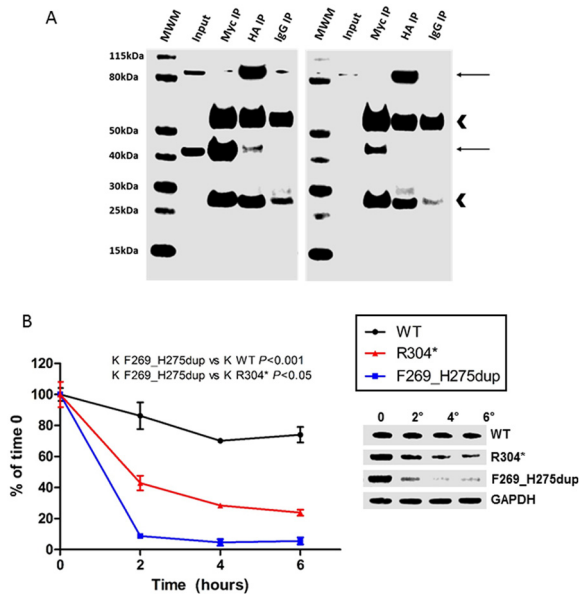 A
MWM
Input
Myc IP
HA IP
IgG IP
MWM
Input
Myc IP
HA IP
IgG IP
115kDa
80kDa
50kDa
40kDa
30kDa
25kDa
15kDa
B
K F269_H275dup vs K WT P<0.001
K F269_H275dup vs K R304* P<0.05
% of time 0
120
100
80
60
40
20
0
0
2
4
6
Time (hours)
WT
R304*
F269_H275dup
0 2° 4° 6°
WT
R304*
F269_H275dup
GAPDH